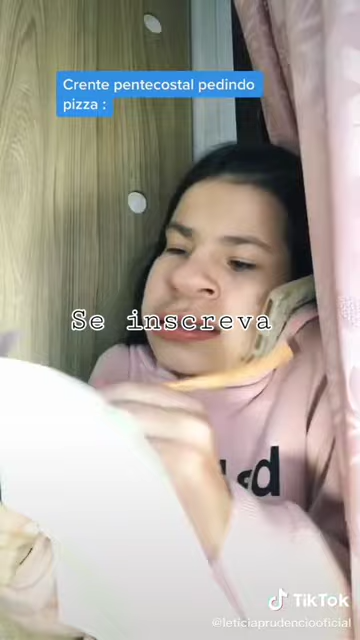 Crente pentecostal pedindo
pizza :
Se inscreva
TikTok
@leticiaprudenciooficial